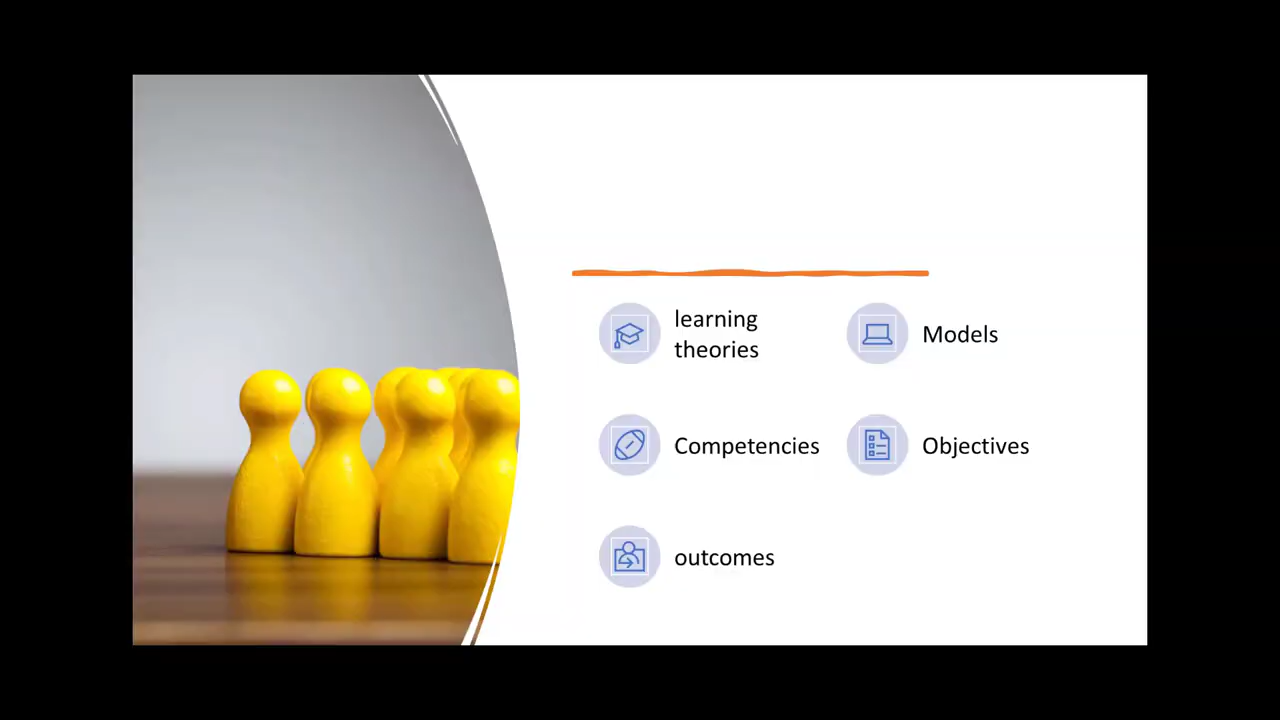 learning
theories
Models
Competencies
Objectives
outcomes